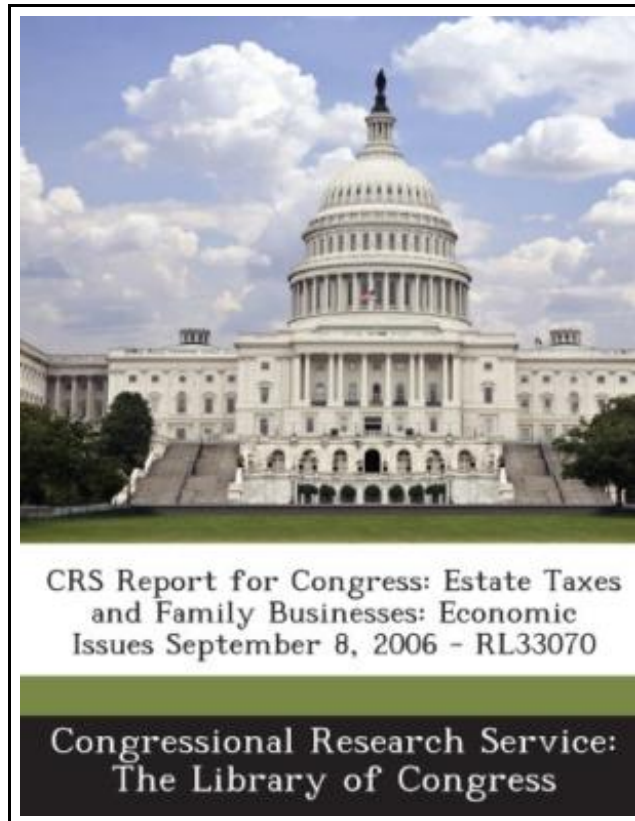 CRS Report for Congress: Estate Taxes
and Family Businesses: Economic
Issues September 8, 2006 - RL33070
Congressional Research Service:
The Library of Congress